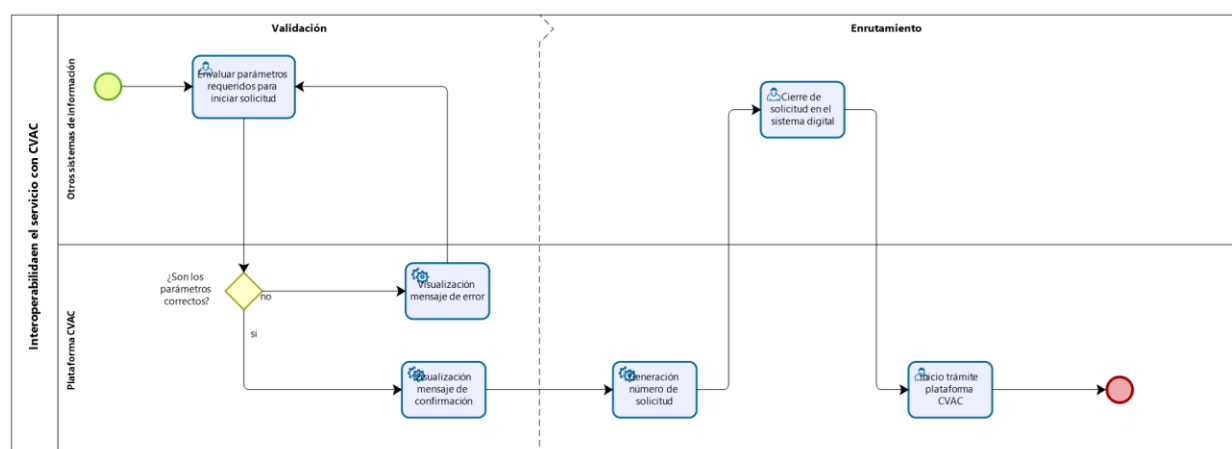 Interoperabilidaen el servicio con CVAC
Validación
Enrutamiento
Otros sistemas de información
Envaluar parámetros
requeridos para
iniciar solicitud
Cierre de
solicitud en el
sistema digital
Plataforma CVAC
¿Son los
parámetros
correctos?
no
si
Visualización
mensaje de error
Visualización
mensaje de
confirmación
Generación
número de
solicitud
Inicio trámite
plataforma
CVAC